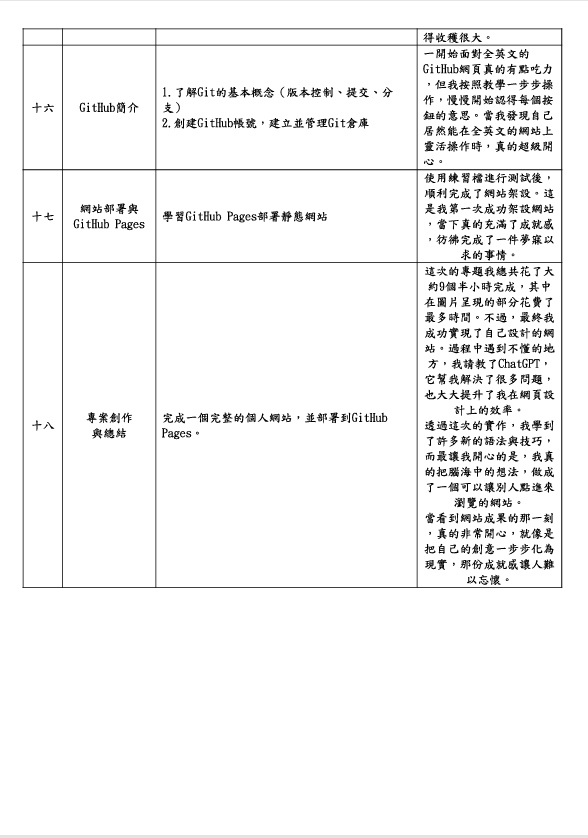 得收穫很大。
十六
GitHub簡介
1.了解Git的基本概念（版本控制、提交、分
支）
2.創建GitHub帳號，建立並管理Git倉庫
一開始面對全英文的
GitHub網頁真的有點吃力
，但我按照教學一步步操
作，慢慢開始認得每個按
鈕的意思。當我發現自己
居然能在全英文的網站上
靈活操作時，真的超級開
心。
十七
網站部署與
GitHub Pages
學習GitHub Pages部署靜態網站
使用練習檔進行測試後，
順利完成了網站架設。這
是我第一次成功架設網站
，當下真的充滿了成就感
，彷彿完成了一件夢寐以
求的事情。
十八
專案創作
與總結
完成一個完整的個人網站，並部署到GitHub
Pages。
這次的專題我總共花了大
約9個半小時完成，其中
在圖片呈現的部分花費了
最多時間。不過，最終我
成功實現了自己設計的網
站。過程中遇到不懂的地
方，我請教了ChatGPT，
它幫我解決了很多問題，
也大大提升了我在網頁設
計上的效率。
透過這次的實作，我學到
了許多新的語法與技巧，
而最讓我開心的是，我真
的把腦海中的想法，做成
了一個可以讓別人點進來
瀏覽的網站。
當看到網站成果的那一刻
，真的非常開心，就像是
把自己的創意一步步化為
現實，那份成就感讓人難
以忘懷。